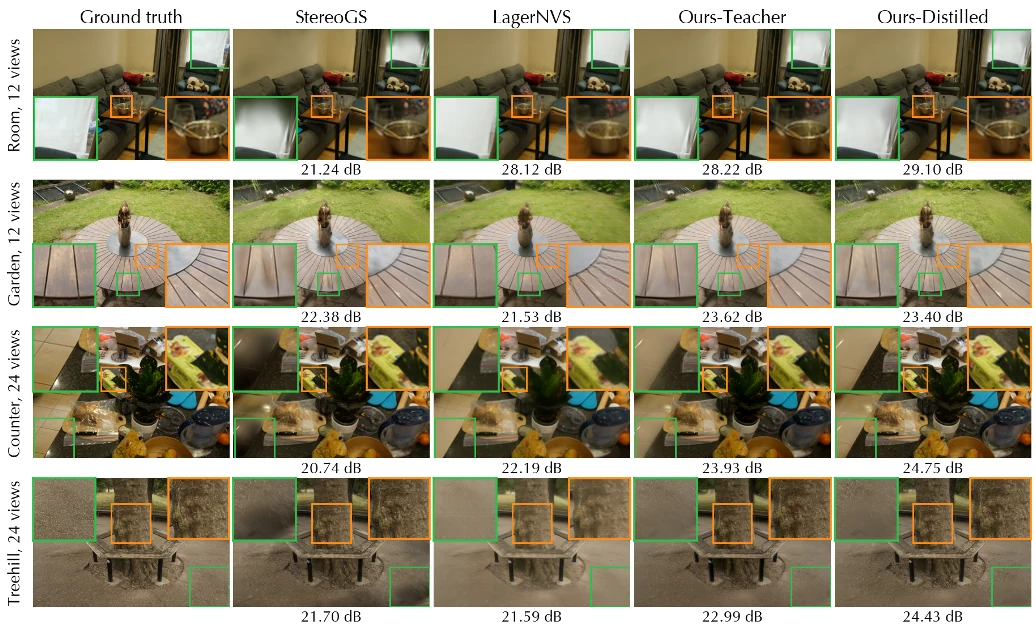 Ground truth StereoGS LagerNVS Ours-Teacher Ours-Distilled
Room, 12 views
21.24 dB 28.12 dB 28.22 dB 29.10 dB
Garden, 12 views
22.38 dB 21.53 dB 23.62 dB 23.40 dB
Counter, 24 views
20.74 dB 22.19 dB 23.93 dB 24.75 dB
Treehill, 24 views
21.70 dB 21.59 dB 22.99 dB 24.43 dB